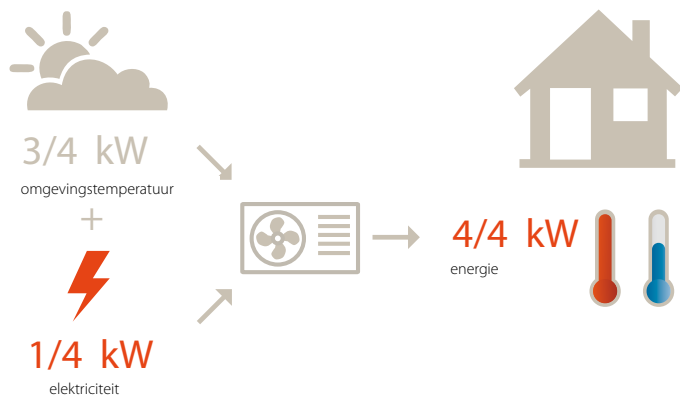 3/4 kW
omgevingstemperatuur
+
1/4 kW
elektriciteit
4/4 kW
energie